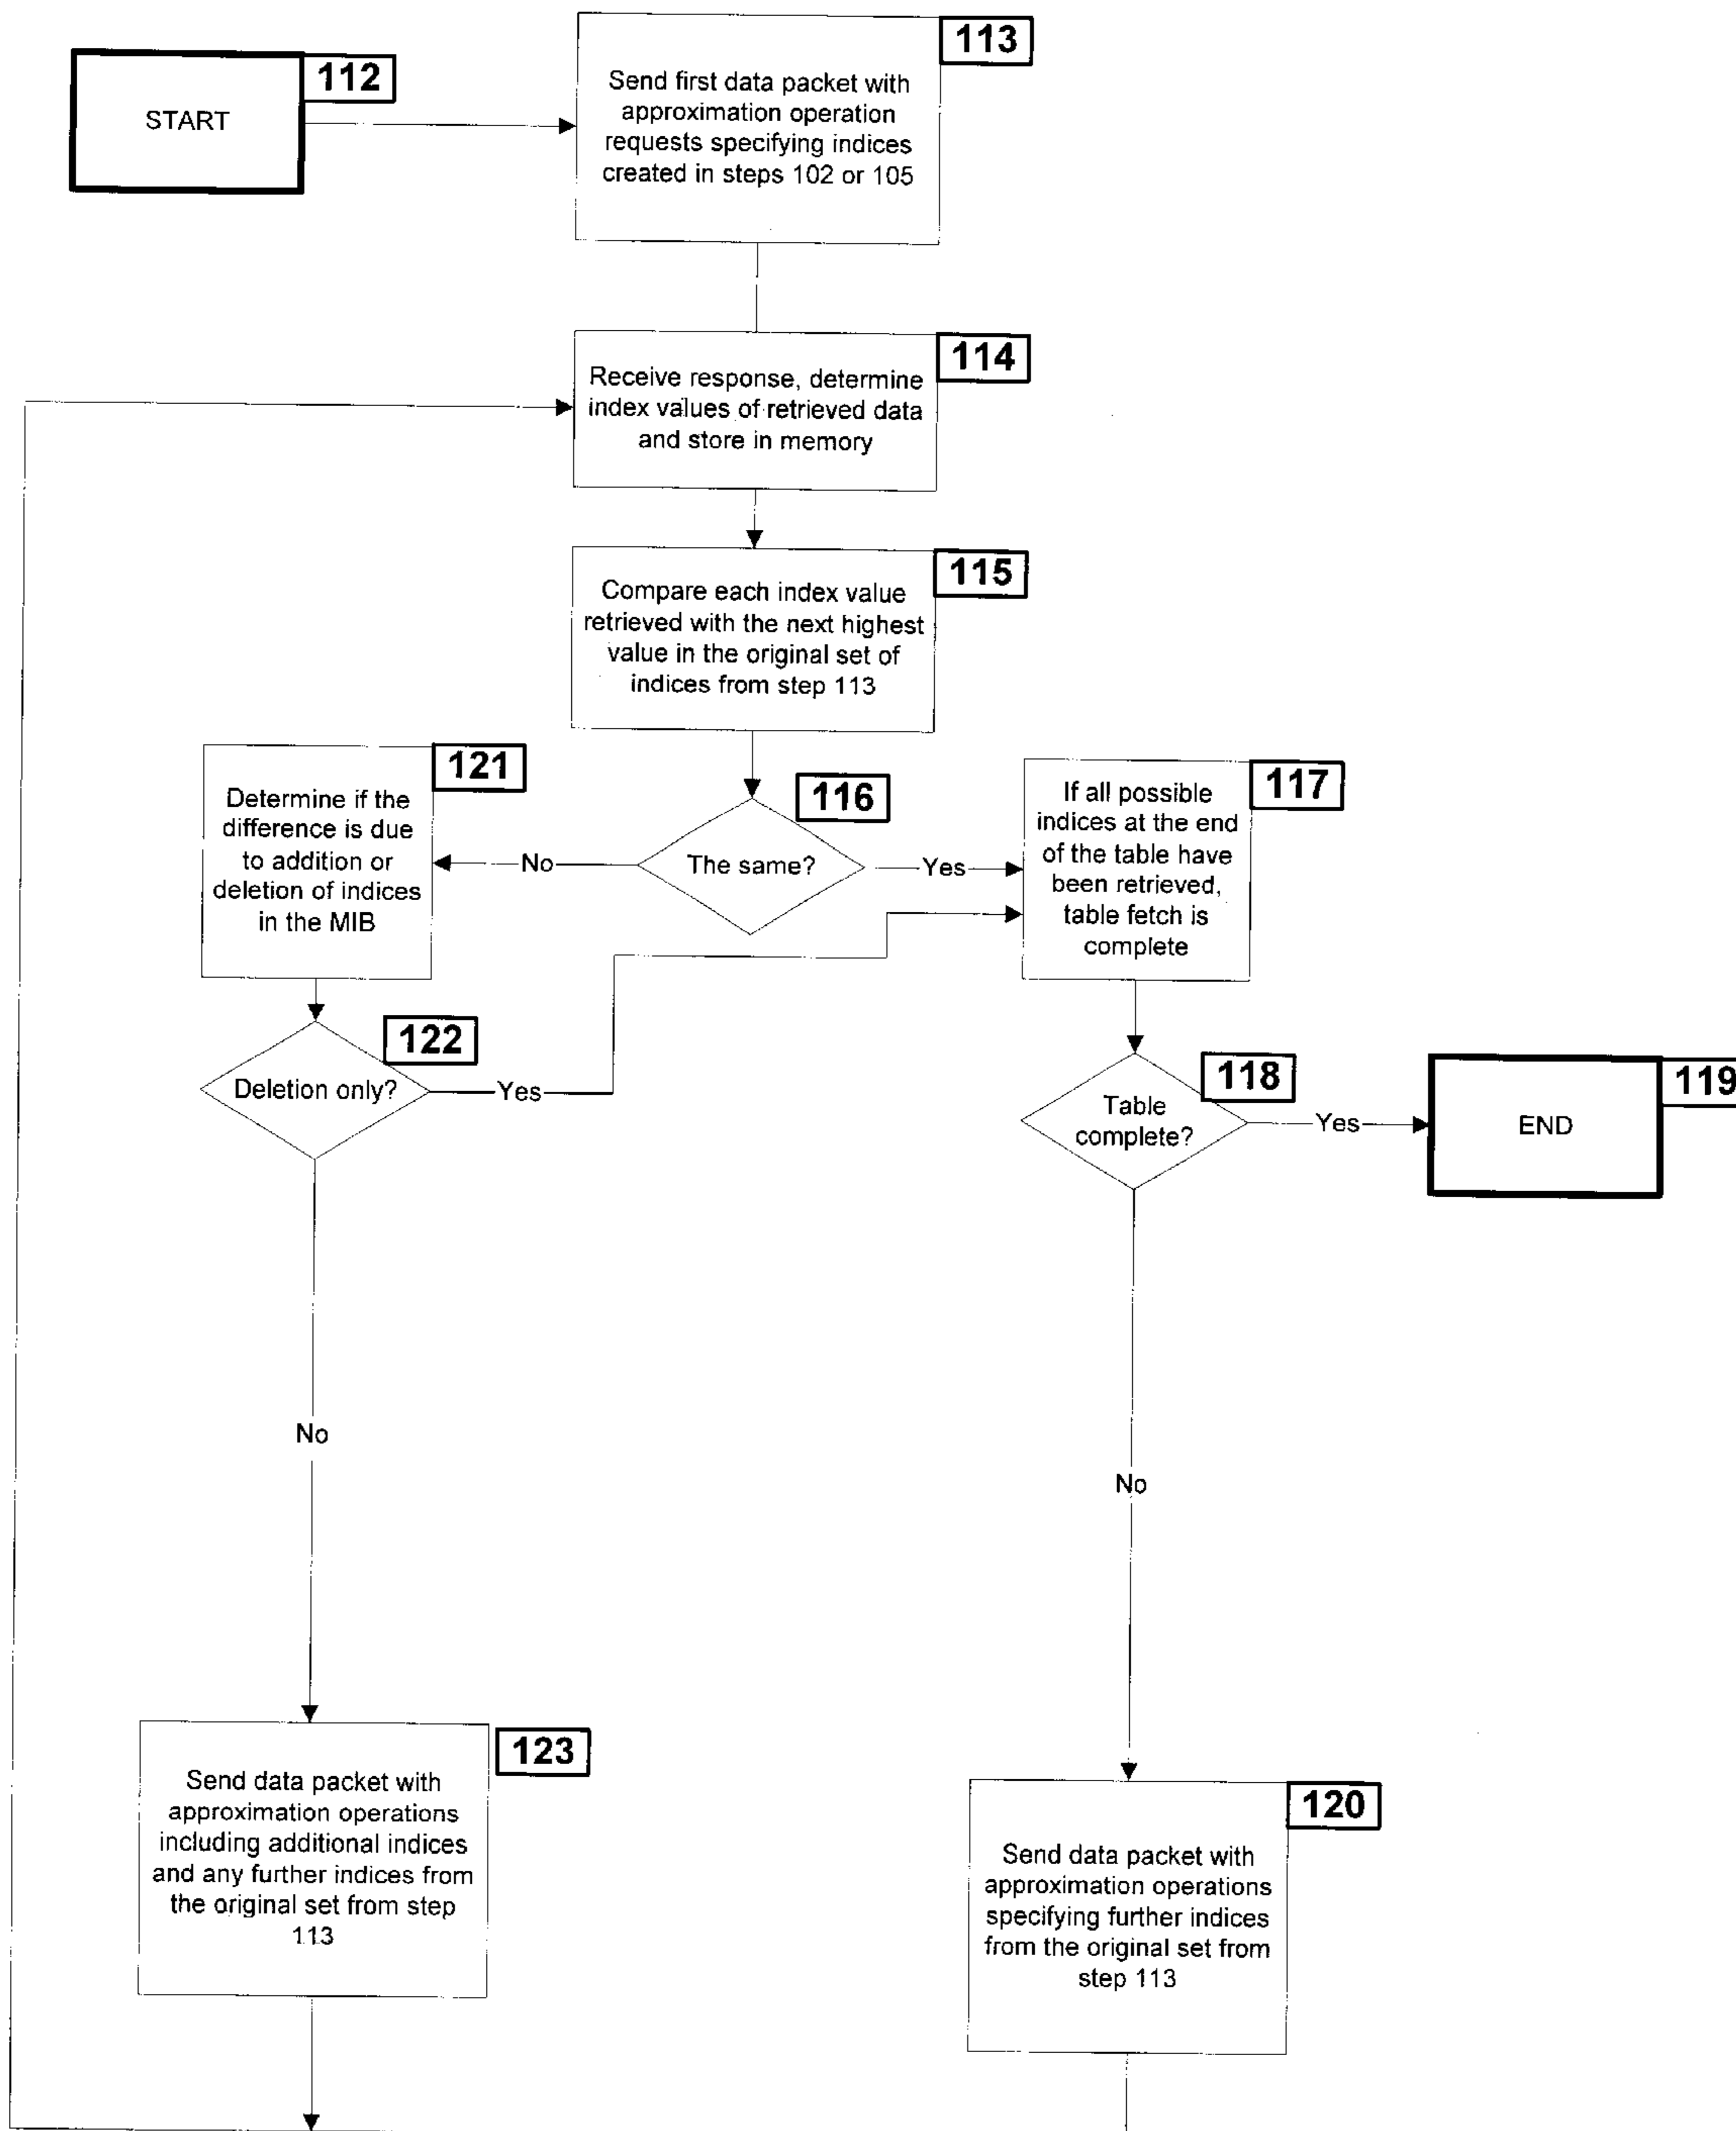 112
START
113
Send first data packet with
approximation operation
requests specifying indices
created in steps 102 or 105
114
Receive response, determine
index values of retrieved data
and store in memory
115
Compare each index value
retrieved with the next highest
value in the original set of
indices from step 113
116
The same?
No
Yes
121
Determine if the
difference is due
to addition or
deletion of indices
in the MIB
117
If all possible
indices at the end
of the table have
been retrieved,
table fetch is
complete
122
Deletion only?
Yes
118
Table
complete?
Yes
119
END
No
No
123
Send data packet with
approximation operations
including additional indices
and any further indices from
the original set from step
113
120
Send data packet with
approximation operations
specifying further indices
from the original set from
step 113